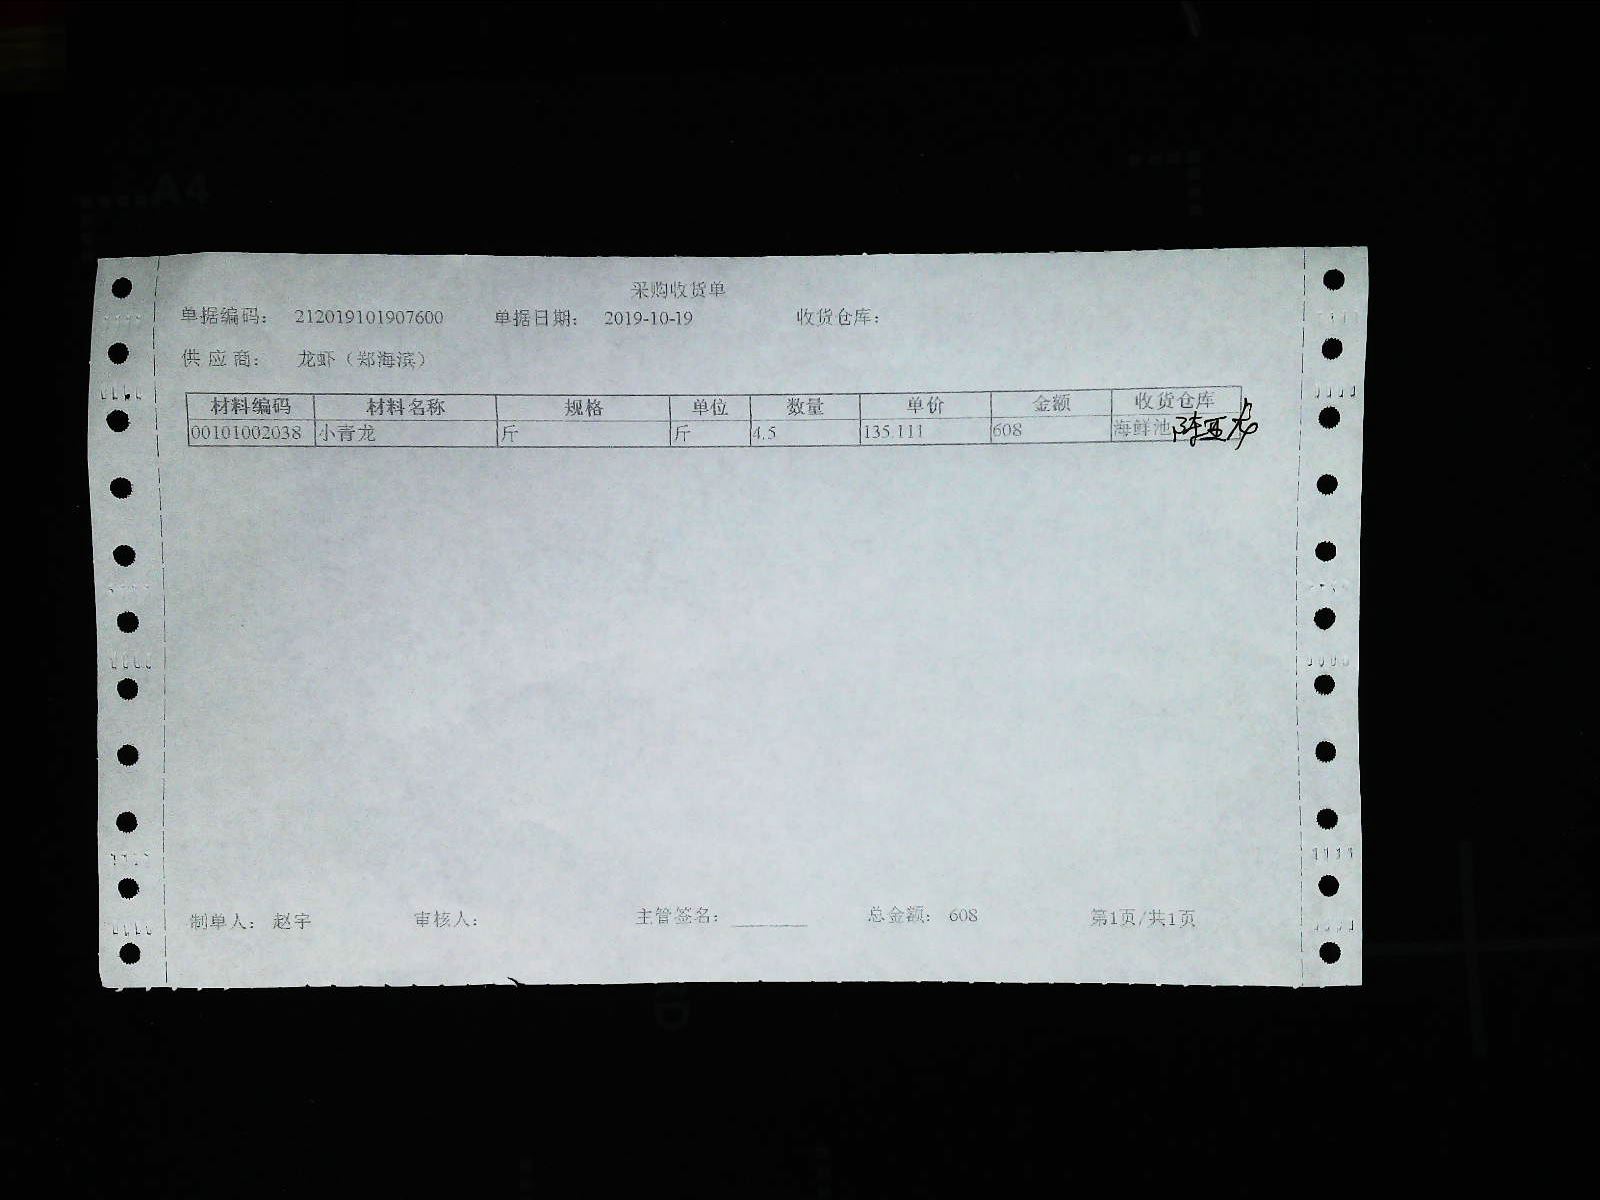 采购收货单
单据编码: 212019101907600 单据日期: 2019-10-19 收货仓库:
供应商: 龙虾（郑海滨）
材料编码 材料名称 规格 单位 数量 单价 金额 收货仓库
00101002038 小青龙 斤 斤 4.5 135.111 608 海鲜池
制单人: 赵宇 审核人: 主管签名: 总金额: 608 第1页/共1页